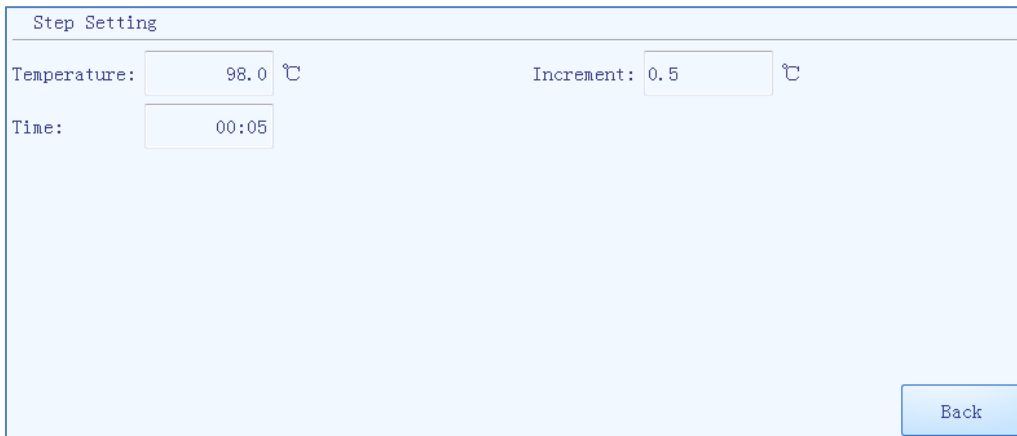 Step Setting
Temperature: 98.0 ℃ Increment: 0.5 ℃
Time: 00:05
Back